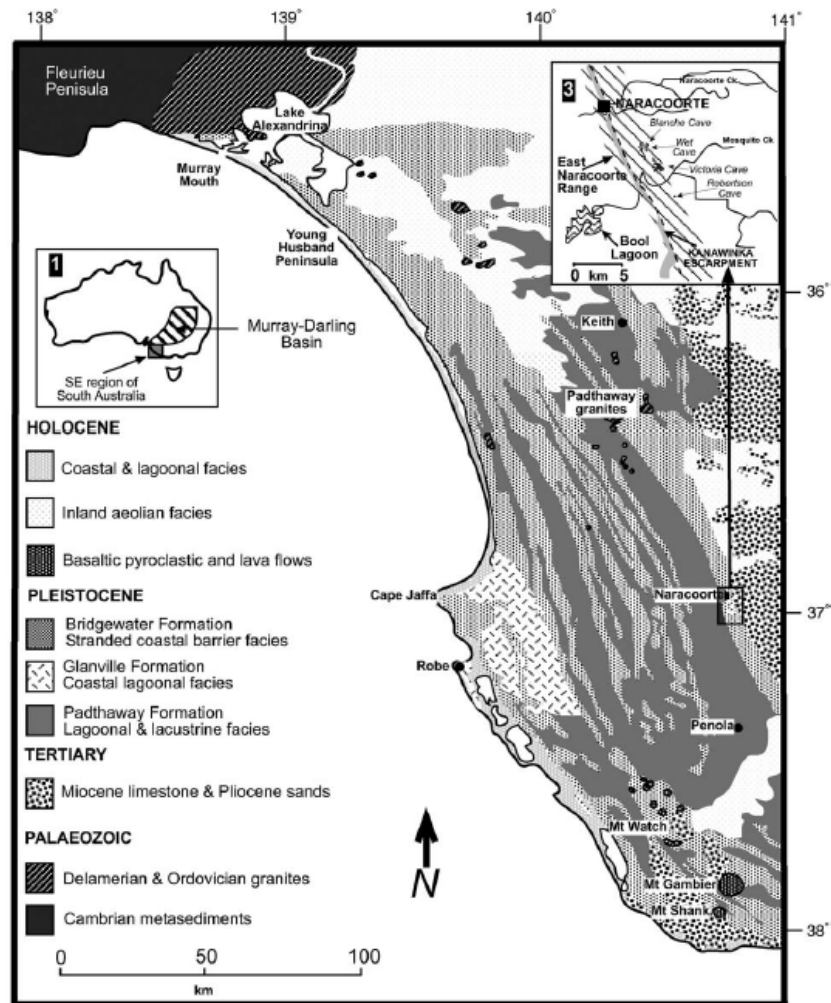 138°
139°
140°
141°
Fleurieu
Penisula
Lake
Alexandrina
Murray
Mouth
Young
Husband
Peninsula
3
NARACOORTE
Naracoorte Ck.
Blanche Cave
Wet
Cave
Mosquito Ck
Victoria Cave
Robertson
Cave
East
Naracoorte
Range
Bool
Lagoon
KANAWINKA
ESCARPMENT
0 km 5
36°
1
Murray-Darling
Basin
SE region of
South Australia
Keith
Padthaway
granites
HOLOCENE
Coastal & lagoonal facies
Inland aeolian facies
Basaltic pyroclastic and lava flows
PLEISTOCENE
Bridgewater Formation
Stranded coastal barrier facies
Glanville Formation
Coastal lagoonal facies
Padthaway Formation
Lagoonal & lacustrine facies
TERTIARY
Miocene limestone & Pliocene sands
PALAEOZOIC
Delamerian & Ordovician granites
Cambrian metasediments
Cape Jaffa
Naracoorte
37°
Robe
Penola
Mt Watch
Mt Gambier
Mt Shank
38°
N
0 50 100
km